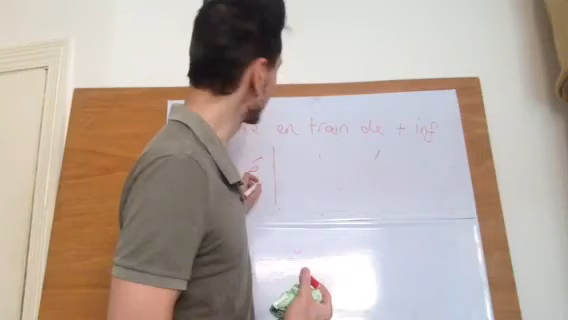 en train de + inf
é